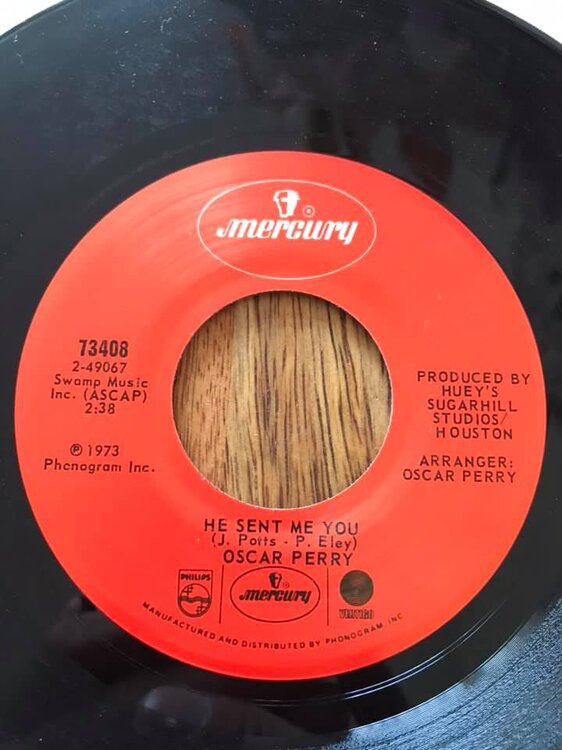 mercury
®
73408
2-49067
Swamp Music
Inc. (ASCAP)
2:38
℗ 1973
Phonogram Inc.
PRODUCED BY
HUEY'S
SUGARHILL
STUDIOS/
HOUSTON
ARRANGER:
OSCAR PERRY
HE SENT ME YOU
(J. Potts - P. Eley)
OSCAR PERRY
PHILIPS
mercury
VERTIGO
MANUFACTURED AND DISTRIBUTED BY PHONOGRAM, INC